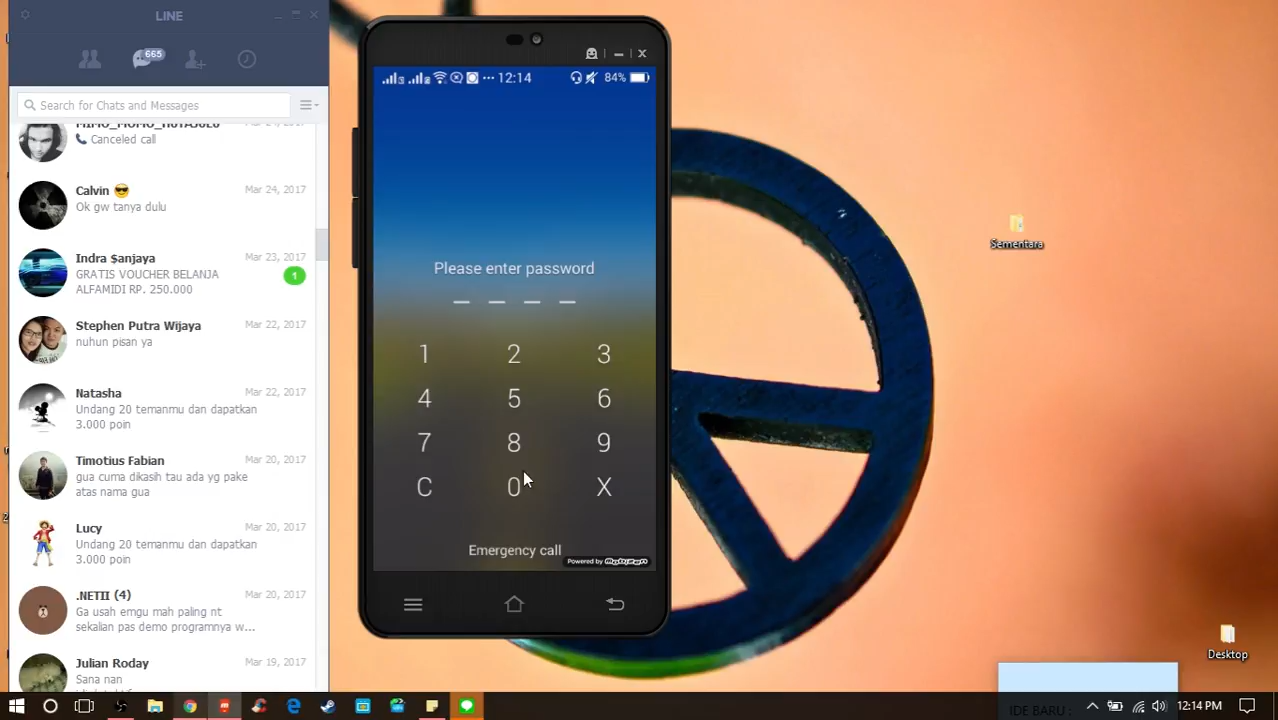 LINE
665
Search for Chats and Messages
Mar 24, 2017
Canceled call
Calvin 😎
Mar 24, 2017
Ok gw tanya dulu
Indra $anjaya
Mar 23, 2017
GRATIS VOUCHER BELANJA
ALFAMIDI RP. 250.000
1
Stephen Putra Wijaya
Mar 22, 2017
nuhun pisan ya
Natasha
Mar 22, 2017
Undang 20 temanmu dan dapatkan
3.000 poin
Timotius Fabian
Mar 20, 2017
gua cuma dikasih tau ada yg pake
atas nama gua
Lucy
Mar 20, 2017
Undang 20 temanmu dan dapatkan
3.000 poin
.NETII (4)
Mar 20, 2017
Ga usah emgu mah paling nt
sekalian pas demo programnya w...
Julian Roday
Mar 19, 2017
Sana nan
12:14
84%
Please enter password
1 2 3
4 5 6
7 8 9
C 0 X
Emergency call
Powered by Mobizen
Sementara
Desktop
IDE BARU :
12:14 PM